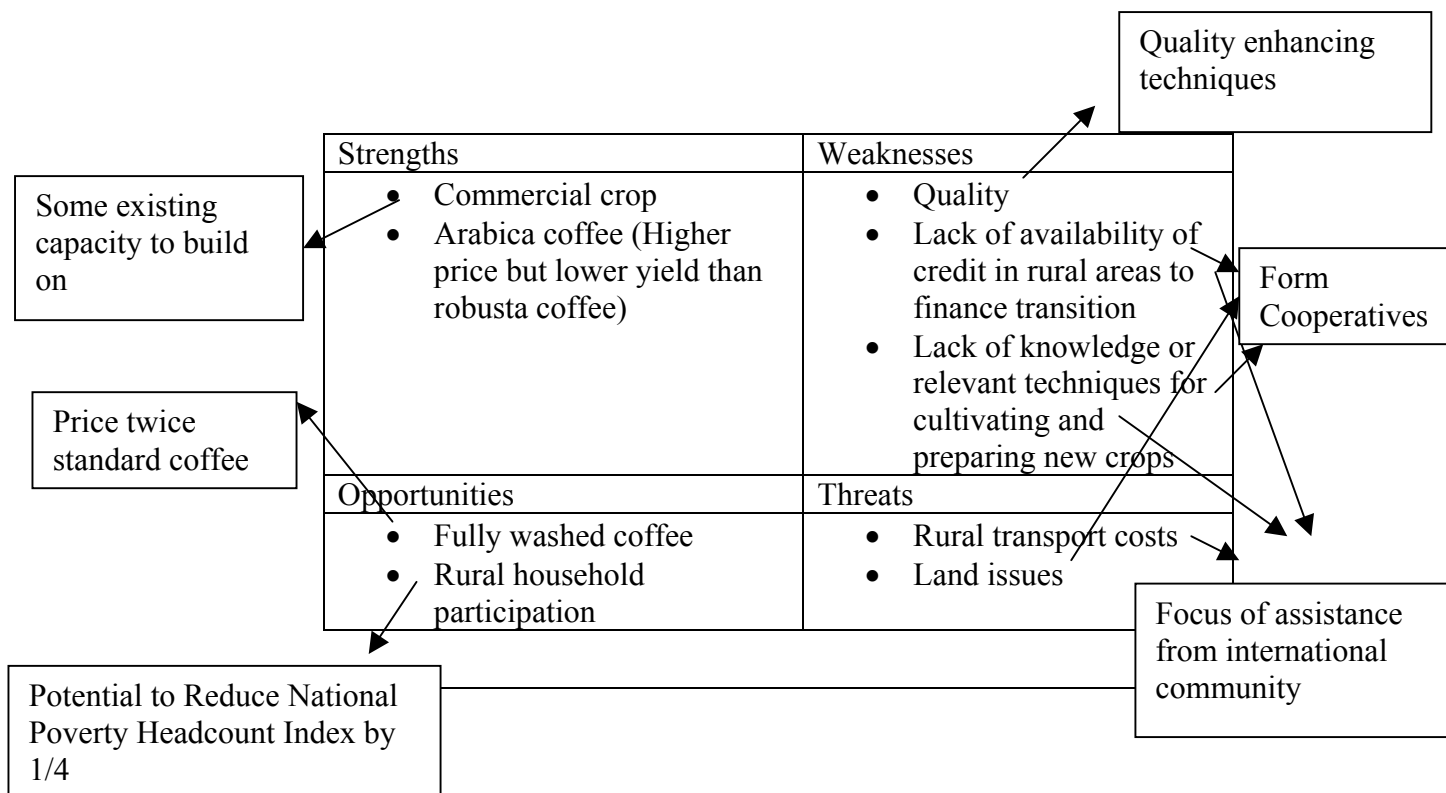 Quality enhancing
techniques
Strengths
Weaknesses
Some existing
capacity to build
on
• Commercial crop
• Arabica coffee (Higher
price but lower yield than
robusta coffee)
• Quality
• Lack of availability of
credit in rural areas to
finance transition
• Lack of knowledge or
relevant techniques for
cultivating and
preparing new crops
Form
Cooperatives
Price twice
standard coffee
Opportunities
Threats
• Fully washed coffee
• Rural household
participation
• Rural transport costs
• Land issues
Focus of assistance
from international
community
Potential to Reduce National
Poverty Headcount Index by
1/4